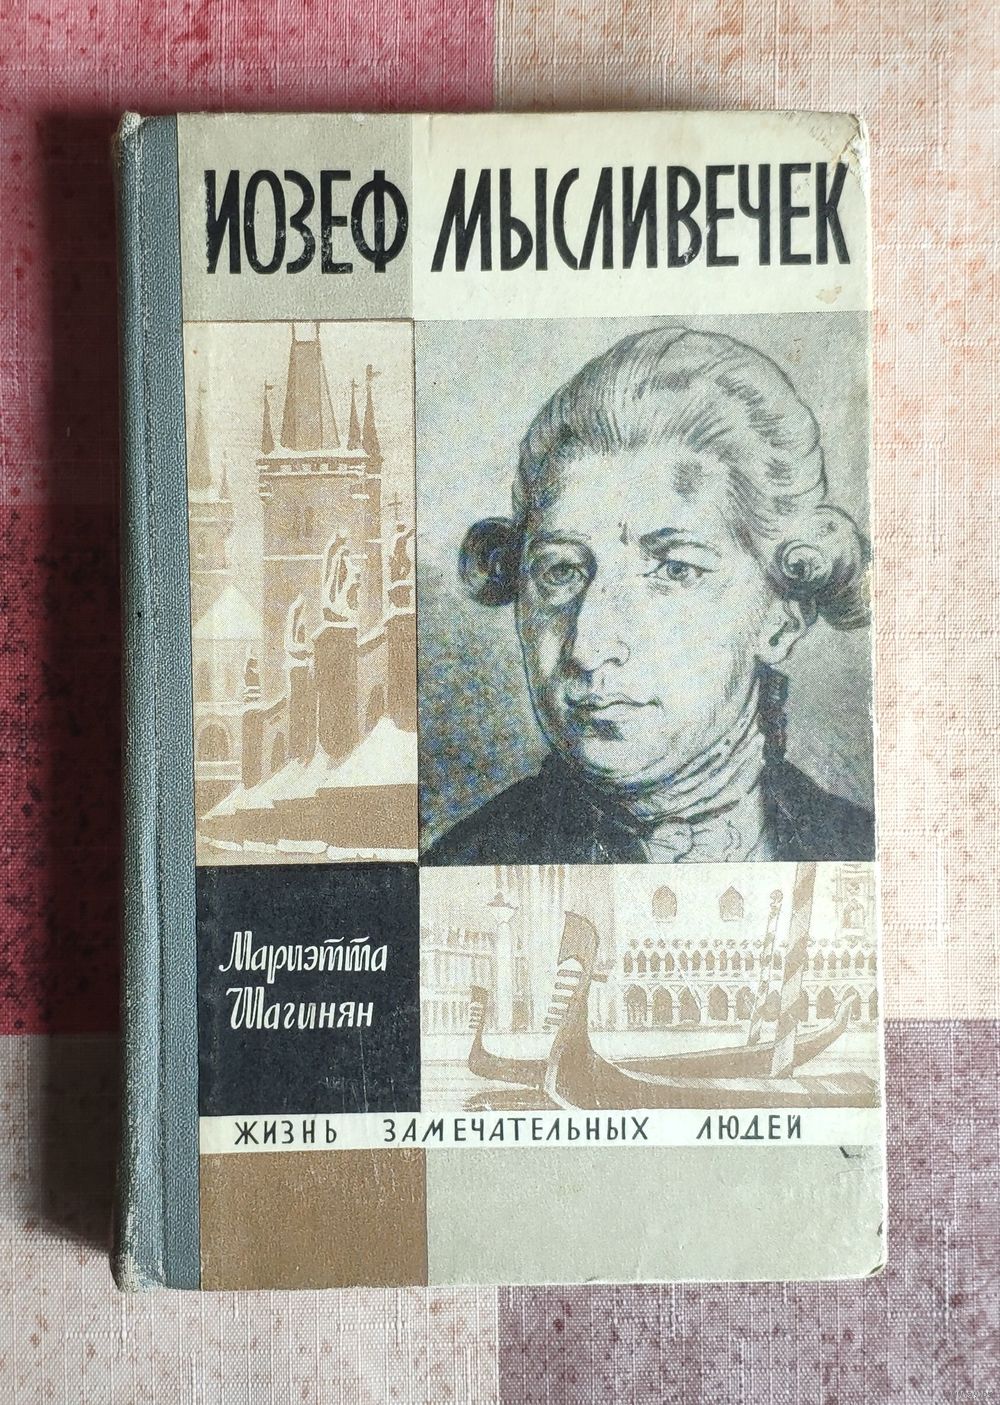 ИОЗЕФ МЫСЛИВЕЧЕК
Мариэтта
Шагинян
ЖИЗНЬ ЗАМЕЧАТЕЛЬНЫХ ЛЮДЕЙ